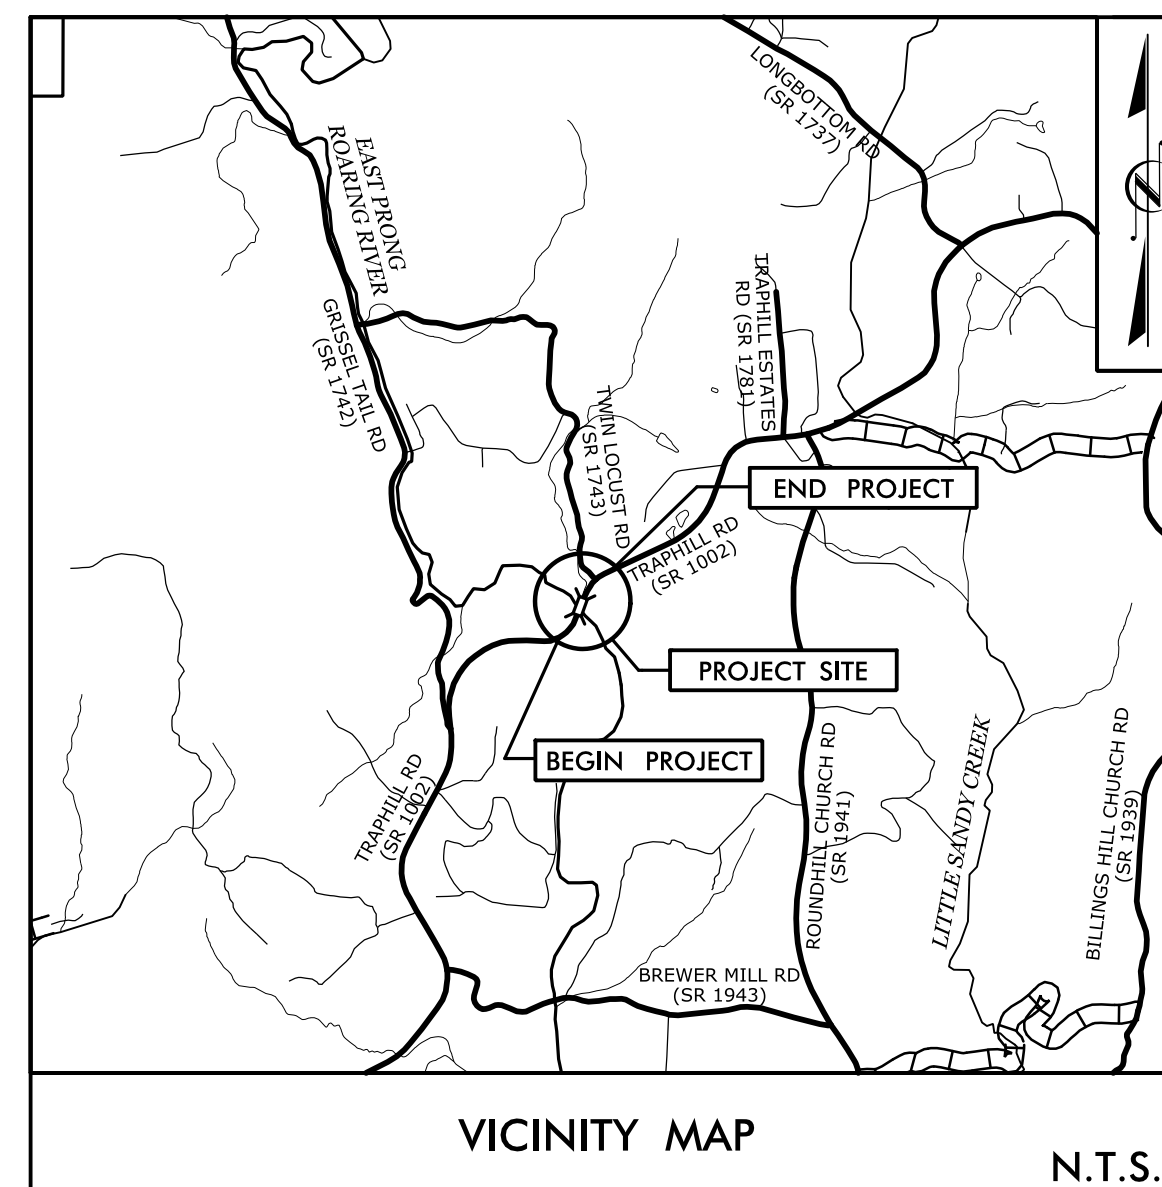 LONGBOTTOM RD
(SR 1737)
EAST PRONG
ROARING RIVER
GRISSEL TAIL RD
(SR 1742)
TRAPHILL ESTATES
RD (SR 1781)
TWIN LOCUST RD
(SR 1743)
END PROJECT
TRAPHILL RD
(SR 1002)
PROJECT SITE
BEGIN PROJECT
TRAPHILL RD
(SR 1002)
ROUNDHILL CHURCH RD
(SR 1941)
LITTLE SANDY CREEK
BILLINGS HILL CHURCH RD
(SR 1939)
BREWER MILL RD
(SR 1943)
VICINITY MAP
N.T.S.